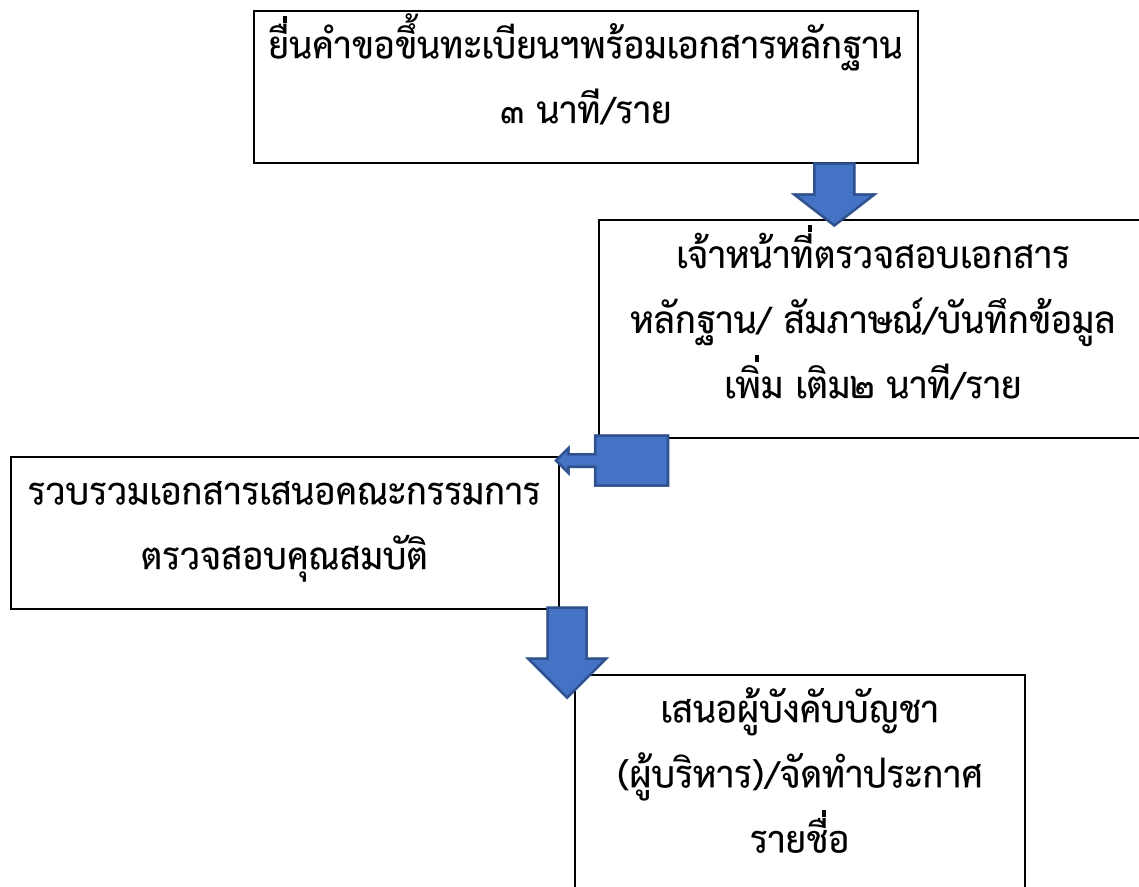 ยื่นคำขอขึ้นทะเบียนฯพร้อมเอกสารหลักฐาน
๓ นาที/ราย
เจ้าหน้าที่ตรวจสอบเอกสาร
หลักฐาน/ สัมภาษณ์/บันทึกข้อมูล
เพิ่ม เติม๒ นาที/ราย
รวบรวมเอกสารเสนอคณะกรรมการ
ตรวจสอบคุณสมบัติ
เสนอผู้บังคับบัญชา
(ผู้บริหาร)/จัดทำประกาศ
รายชื่อ